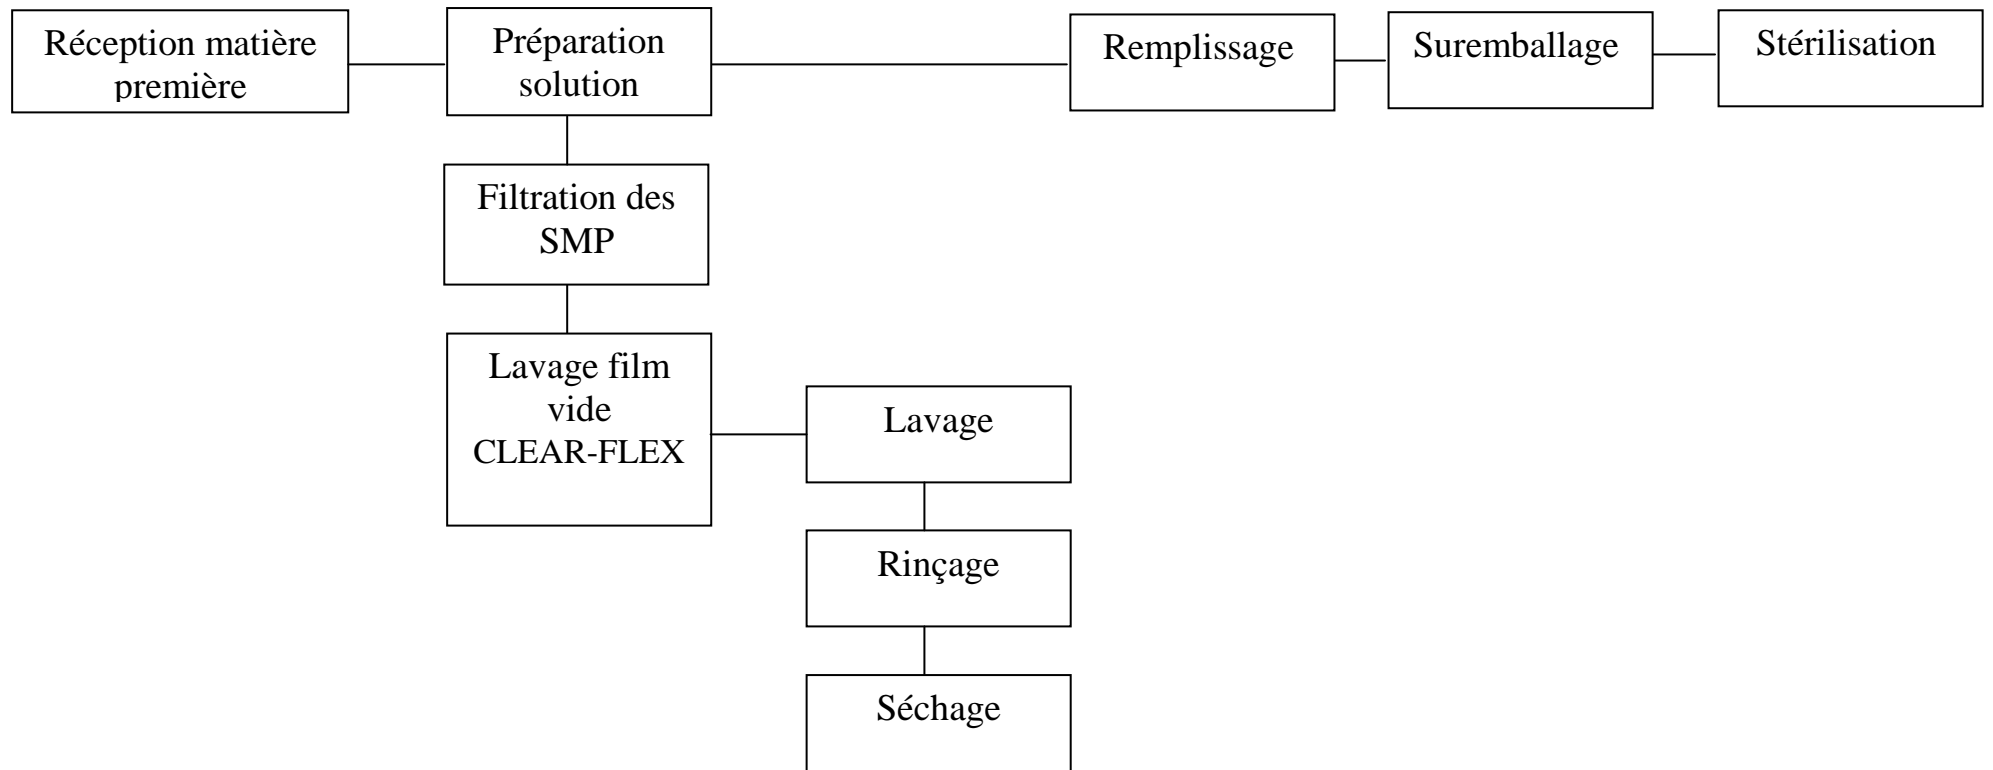 Réception matière
première
Préparation
solution
Remplissage
Suremballage
Stérilisation
Filtration des
SMP
Lavage film
vide
CLEAR-FLEX
Lavage
Rinçage
Séchage